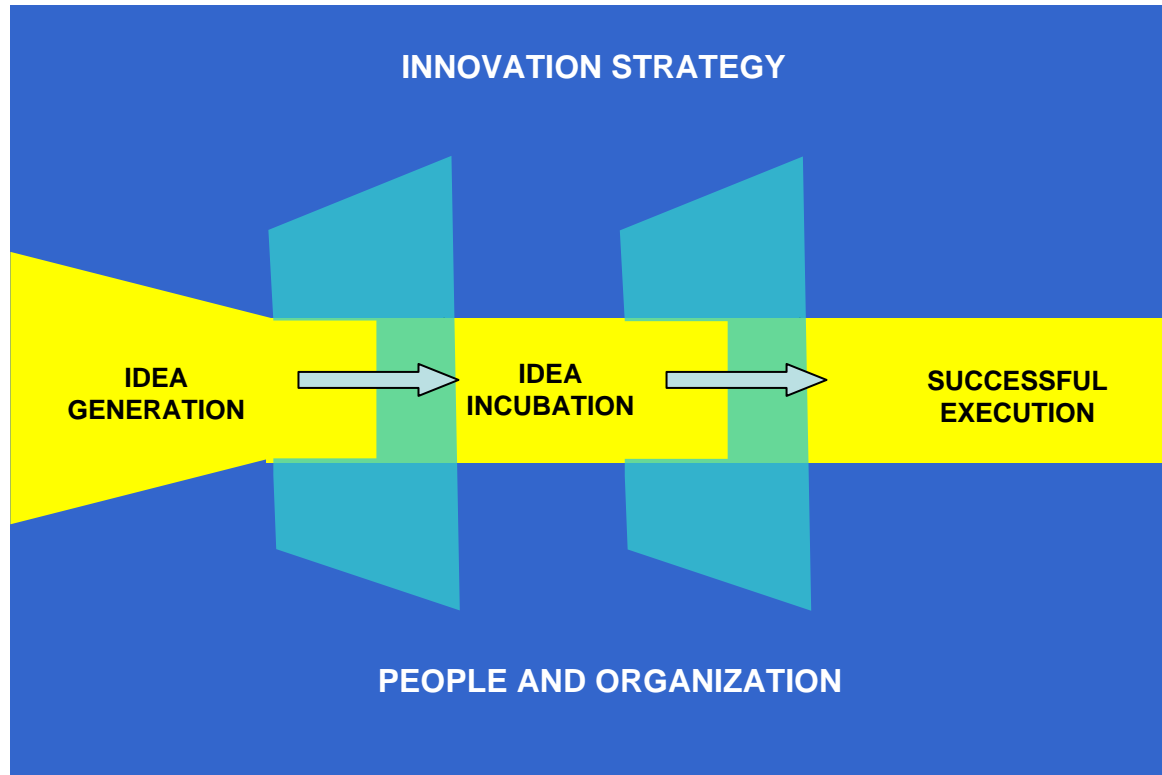 INNOVATION STRATEGY
IDEA
GENERATION
IDEA
INCUBATION
SUCCESSFUL
EXECUTION
PEOPLE AND ORGANIZATION